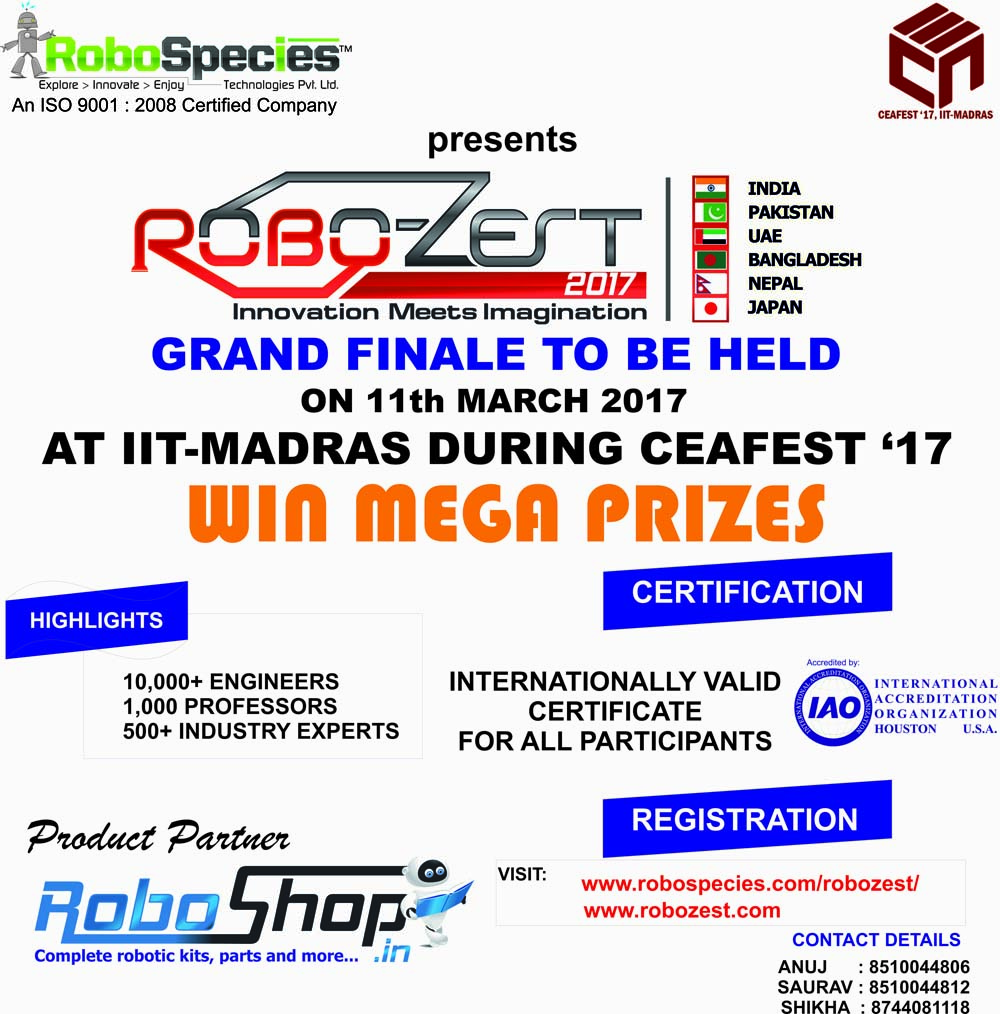 RoboSpecies™
Explore > Innovate > Enjoy Technologies Pvt. Ltd.
An ISO 9001 : 2008 Certified Company
CEAFEST ‘17, IIT-MADRAS
presents
ROBO-ZEST
2017
Innovation Meets Imagination
INDIA
PAKISTAN
UAE
BANGLADESH
NEPAL
JAPAN
GRAND FINALE TO BE HELD
ON 11th MARCH 2017
AT IIT-MADRAS DURING CEAFEST ‘17
WIN MEGA PRIZES
HIGHLIGHTS
10,000+ ENGINEERS
1,000 PROFESSORS
500+ INDUSTRY EXPERTS
CERTIFICATION
INTERNATIONALLY VALID
CERTIFICATE
FOR ALL PARTICIPANTS
Accredited by:
INTERNATIONAL ACCREDITATION ORGANIZATION
IAO
INTERNATIONAL
ACCREDITATION
ORGANIZATION
HOUSTON U.S.A.
Product Partner
RoboShop
.in
Complete robotic kits, parts and more...
REGISTRATION
VISIT:
www.robospecies.com/robozest/
www.robozest.com
CONTACT DETAILS
ANUJ : 8510044806
SAURAV : 8510044812
SHIKHA : 8744081118